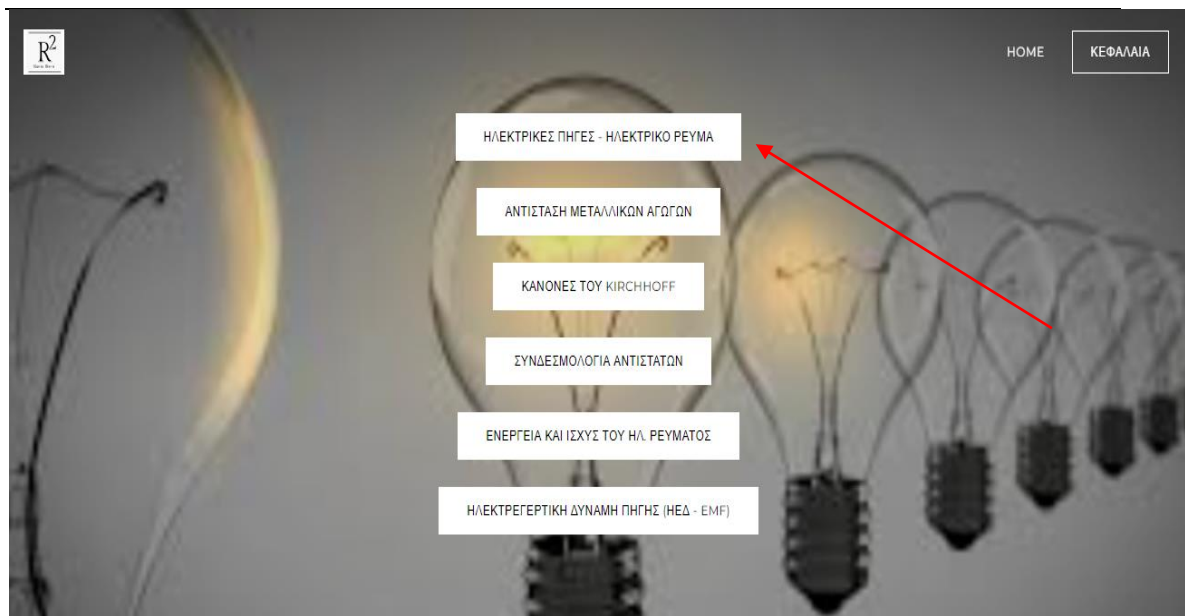 R²
HOME
ΚΕΦΑΛΑΙΑ
ΗΛΕΚΤΡΙΚΕΣ ΠΗΓΕΣ - ΗΛΕΚΤΡΙΚΟ ΡΕΥΜΑ
ΑΝΤΙΣΤΑΣΗ ΜΕΤΑΛΛΙΚΩΝ ΑΓΩΓΩΝ
ΚΑΝΟΝΕΣ ΤΟΥ KIRCHHOFF
ΣΥΝΔΕΣΜΟΛΟΓΙΑ ΑΝΤΙΣΤΑΤΩΝ
ΕΝΕΡΓΕΙΑ ΚΑΙ ΙΣΧΥΣ ΤΟΥ ΗΛ. ΡΕΥΜΑΤΟΣ
ΗΛΕΚΤΡΕΓΕΡΤΙΚΗ ΔΥΝΑΜΗ ΠΗΓΗΣ (ΗΕΔ - EMF)